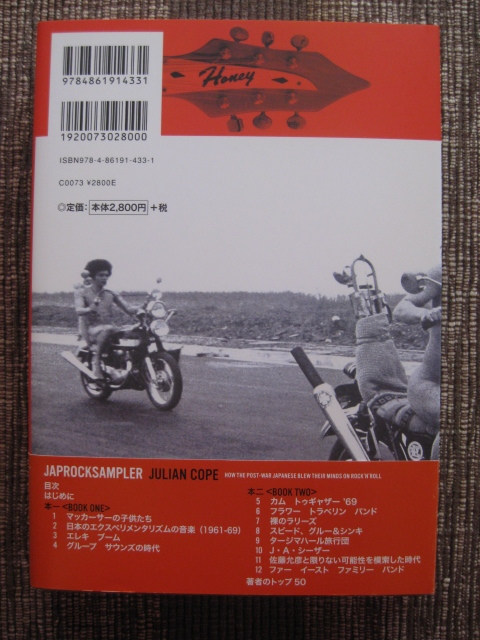 Honey
9784861914331
1920073028000
ISBN978-4-86191-433-1
C0073 ¥2800E
◎定価：本体2,800円＋税
JAPROCKSAMPLER JULIAN COPE HOW THE POST-WAR JAPANESE BLEW THEIR MINDS ON ROCK'N'ROLL
目次
はじめに
本一 <BOOK ONE>
1 マッカーサーの子供たち
2 日本のエクスペリメンタリズムの音楽（1961-69）
3 エレキ ブーム
4 グループ サウンズの時代
本二 <BOOK TWO>
5 カム トゥギャザー '69
6 フラワー トラベリン バンド
7 裸のラリーズ
8 スピード、グルー＆シンキ
9 タージマハール旅行団
10 J・A・シーザー
11 佐藤允彦と限りない可能性を模索した時代
12 ファー イースト ファミリー バンド
著者のトップ 50